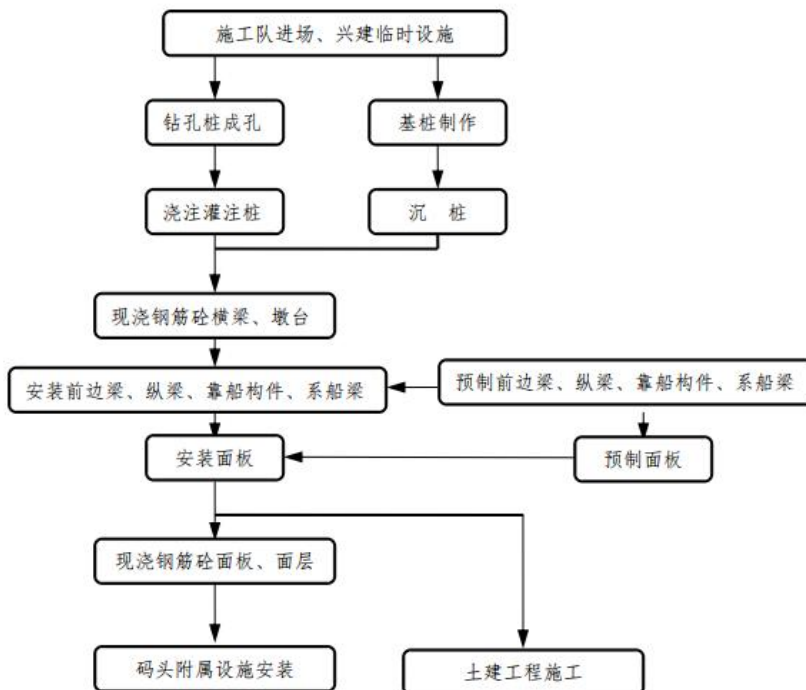 施工队进场、兴建临时设施
钻孔桩成孔
基桩制作
浇注灌注桩
沉 桩
现浇钢筋砼横梁、墩台
安装前边梁、纵梁、靠船构件、系船梁
预制前边梁、纵梁、靠船构件、系船梁
安装面板
预制面板
现浇钢筋砼面板、面层
码头附属设施安装
土建工程施工